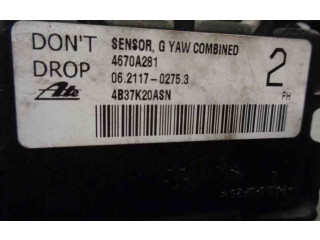 DON'T
DROP
Ate
SENSOR, G YAW COMBINED
4670A281
06.2117-0275.3
4B37K20ASN
2
PH